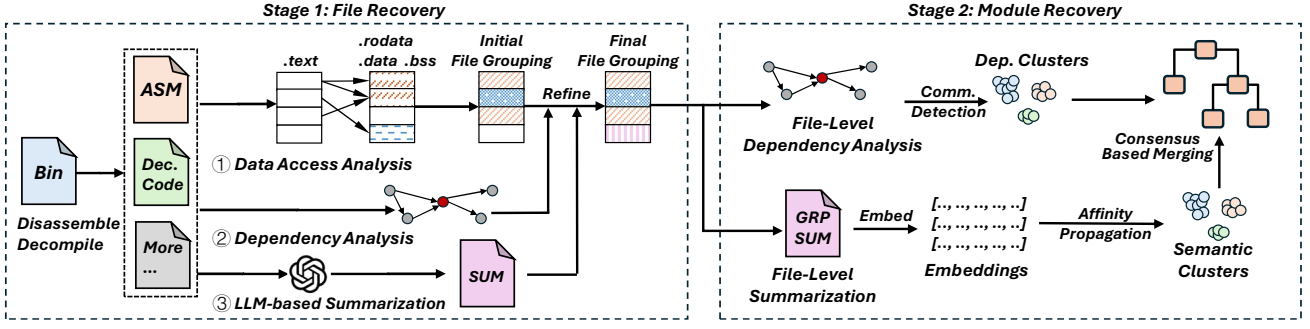 Stage 1: File Recovery
Stage 2: Module Recovery
Bin
Disassemble
Decompile
ASM
Dec.
Code
More
...
.text
.rodata
.data .bss
Initial
File Grouping
Refine
Final
File Grouping
① Data Access Analysis
② Dependency Analysis
③ LLM-based Summarization
SUM
File-Level
Dependency Analysis
Comm.
Detection
Dep. Clusters
Consensus
Based Merging
GRP
SUM
File-Level
Summarization
Embed
[.., .., .., .., ..]
[.., .., .., .., ..]
[.., .., .., .., ..]
Embeddings
Affinity
Propagation
Semantic
Clusters